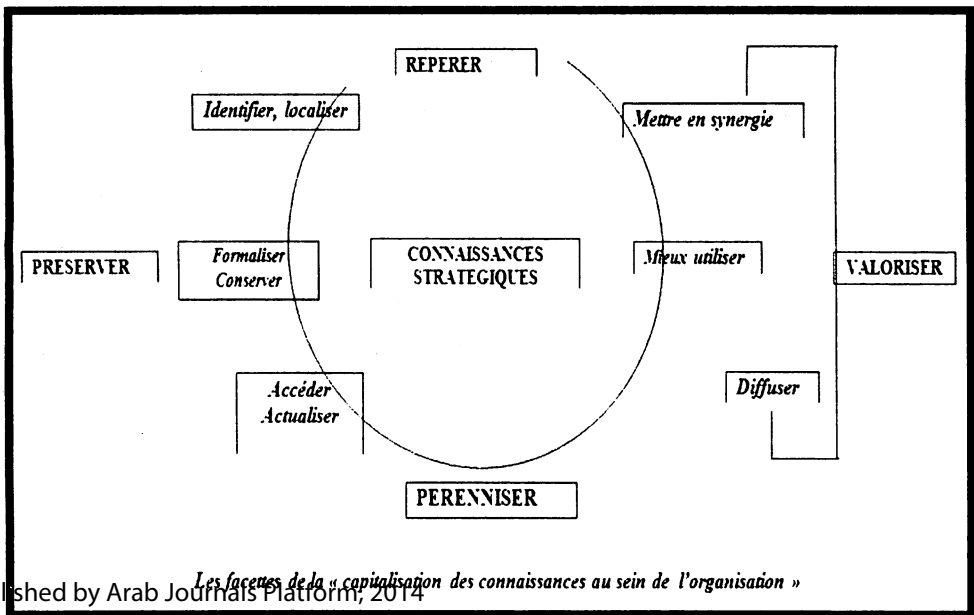 REPERER
Identifier, localiser
Mettre en synergie
PRESERVER
Formaliser
Conserver
CONNAISSANCES
STRATEGIQUES
Mieux utiliser
VALORISER
Accéder
Actualiser
Diffuser
PERENNISER
Les facettes de la « capitalisation des connaissances au sein de l'organisation »
lished by Arab Journals Platform, 2014